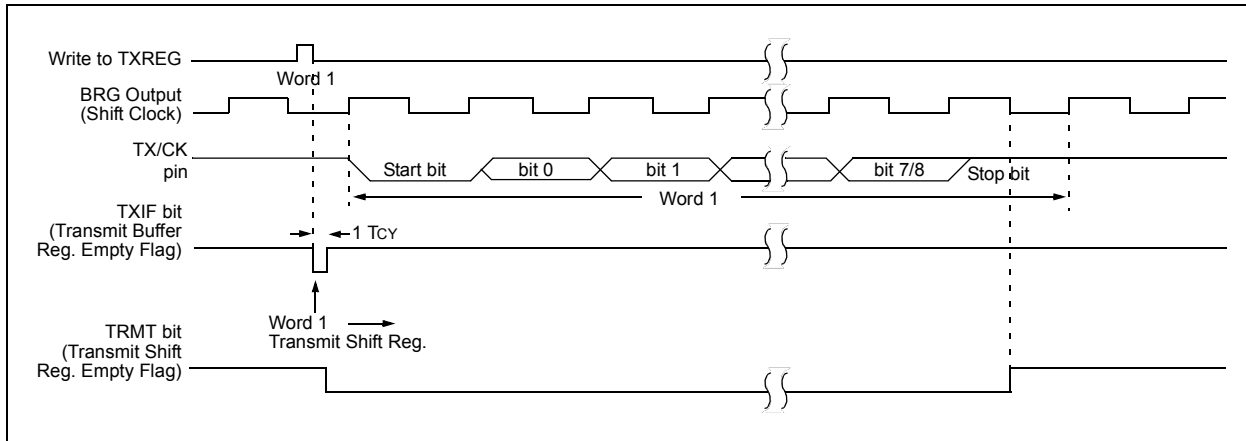 Write to TXREG
Word 1
BRG Output
(Shift Clock)
TX/CK
pin
Start bit
bit 0
bit 1
bit 7/8
Stop bit
Word 1
TXIF bit
(Transmit Buffer
Reg. Empty Flag)
1 TCY
Word 1
Transmit Shift Reg.
TRMT bit
(Transmit Shift
Reg. Empty Flag)